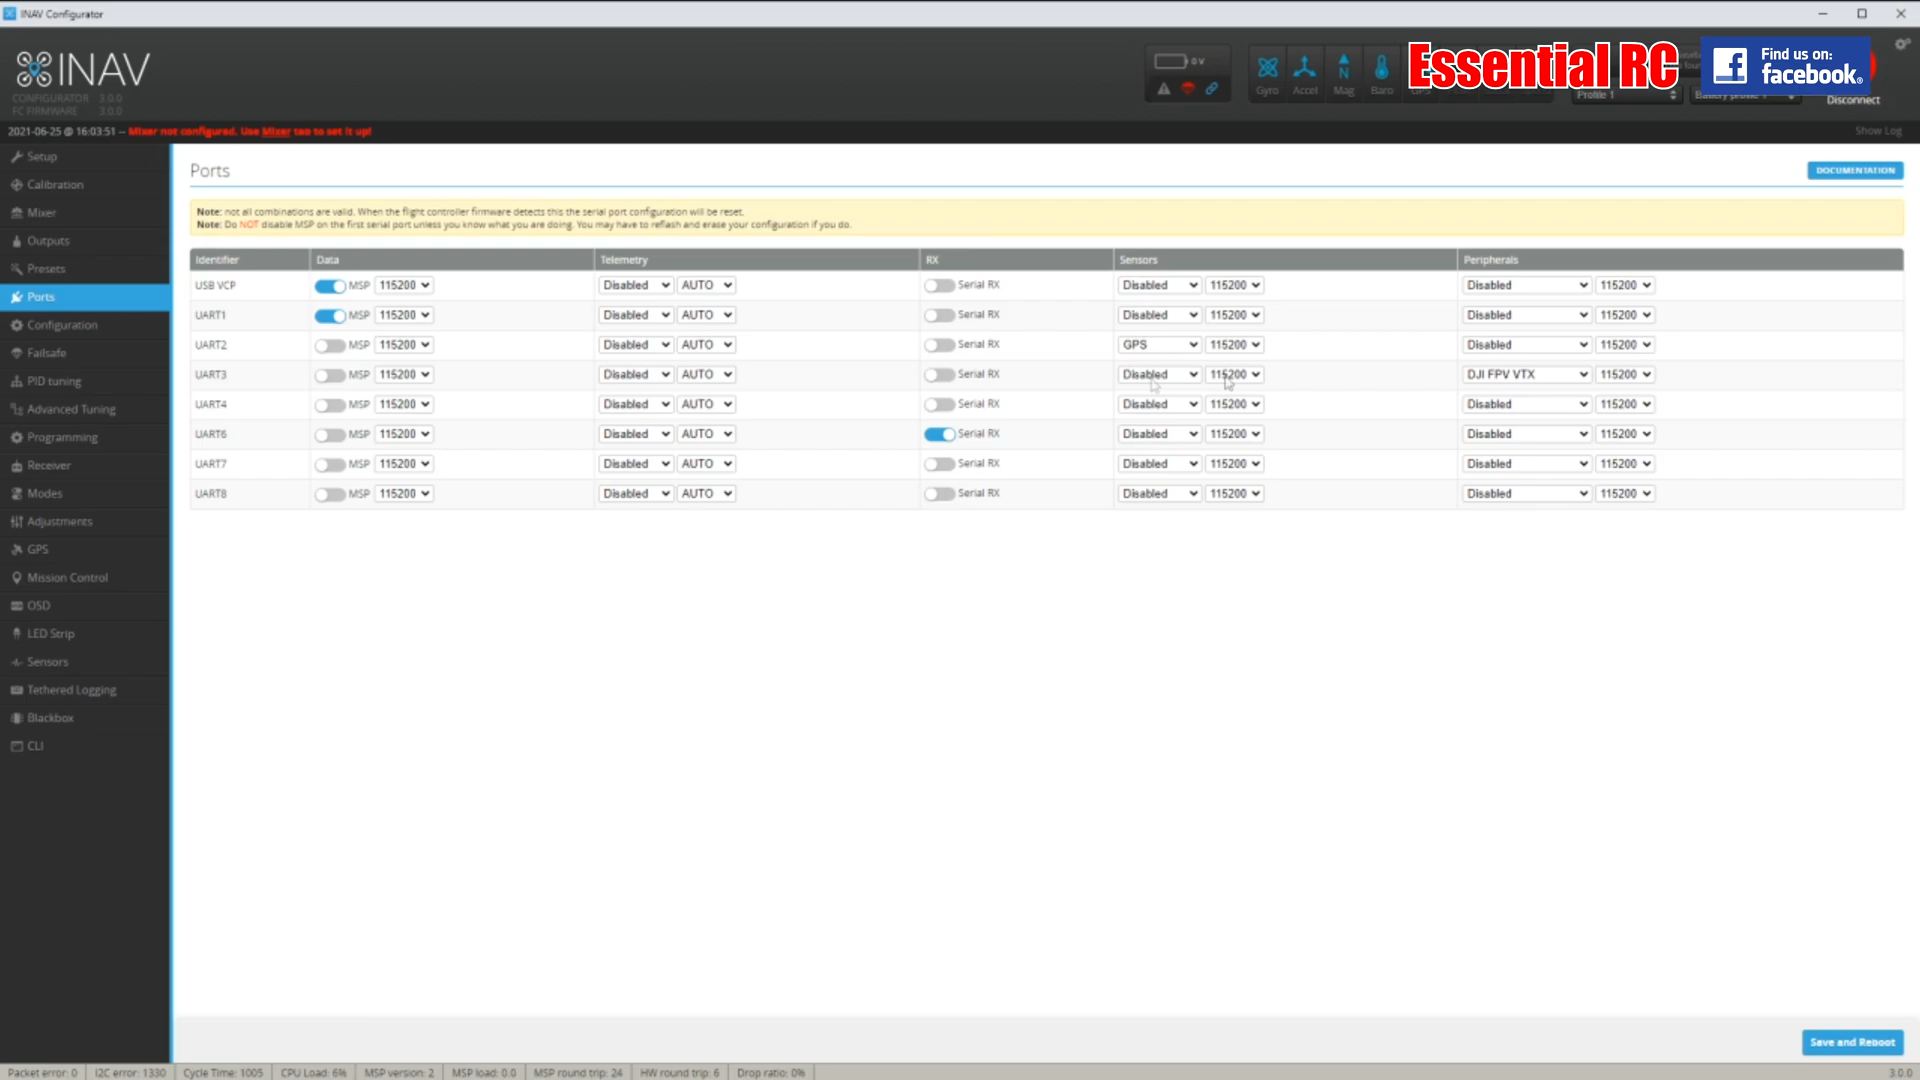 INAV Configurator
INAV
CONFIGURATOR 3.0.0
FC FIRMWARE 3.0.0
0 V
Gyro Accel Mag Baro
Essential RC
Find us on:
facebook.
Profile 1
Disconnect
2021-06-25 @ 16:03:51 -- Mixer not configured. Use Mixer tab to set it up!
Show Log
Setup
Calibration
Mixer
Outputs
Presets
Ports
Configuration
Failsafe
PID tuning
Advanced Tuning
Programming
Receiver
Modes
Adjustments
GPS
Mission Control
OSD
LED Strip
Sensors
Tethered Logging
Blackbox
CLI
Ports
DOCUMENTATION
Note: not all combinations are valid. When the flight controller firmware detects this the serial port configuration will be reset.
Note: Do NOT disable MSP on the first serial port unless you know what you are doing. You may have to reflash and erase your configuration if you do.
Identifier Data Telemetry RX Sensors Peripherals
USB VCP MSP 115200 Disabled AUTO Serial RX Disabled 115200 Disabled 115200
UART1 MSP 115200 Disabled AUTO Serial RX Disabled 115200 Disabled 115200
UART2 MSP 115200 Disabled AUTO Serial RX GPS 115200 Disabled 115200
UART3 MSP 115200 Disabled AUTO Serial RX Disabled 115200 DJI FPV VTX 115200
UART4 MSP 115200 Disabled AUTO Serial RX Disabled 115200 Disabled 115200
UART6 MSP 115200 Disabled AUTO Serial RX Disabled 115200 Disabled 115200
UART7 MSP 115200 Disabled AUTO Serial RX Disabled 115200 Disabled 115200
UART8 MSP 115200 Disabled AUTO Serial RX Disabled 115200 Disabled 115200
Save and Reboot
Packet error: 0 I2C error: 1330 Cycle Time: 1005 CPU Load: 6% MSP version: 2 MSP load: 0.0 MSP round trip: 24 HW round trip: 6 Drop ratio: 0% 3.0.0